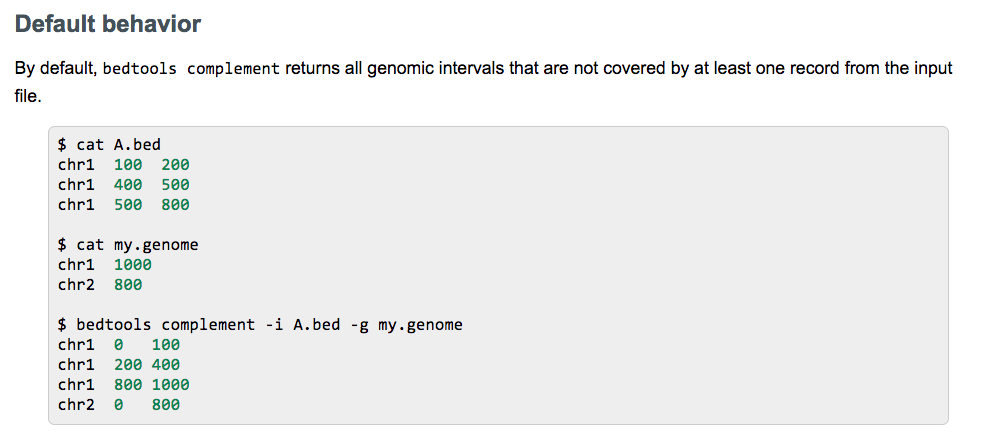 Default behavior
By default, bedtools complement returns all genomic intervals that are not covered by at least one record from the input
file.
$ cat A.bed
chr1  100  200
chr1  400  500
chr1  500  800
$ cat my.genome
chr1  1000
chr2  800
$ bedtools complement -i A.bed -g my.genome
chr1  0   100
chr1  200 400
chr1  800 1000
chr2  0   800